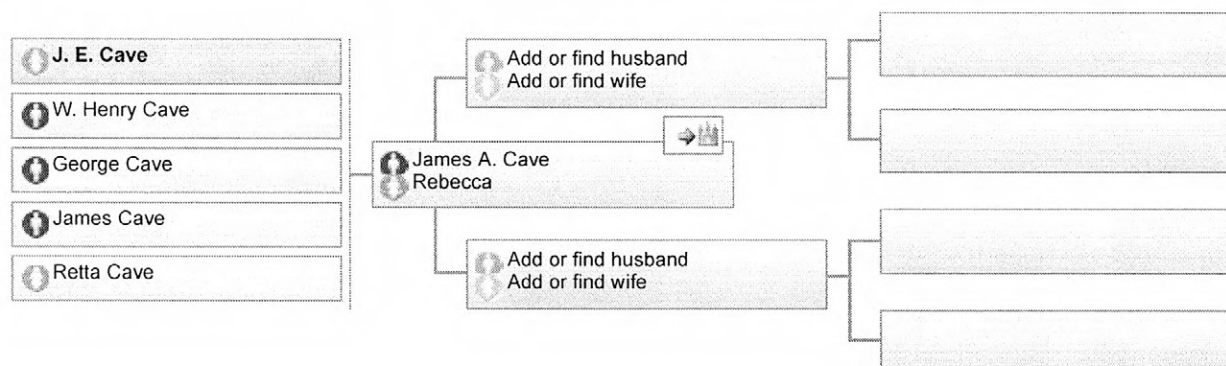 J. E. Cave
W. Henry Cave
George Cave
James Cave
Retta Cave
James A. Cave
Rebecca
Add or find husband
Add or find wife
Add or find husband
Add or find wife